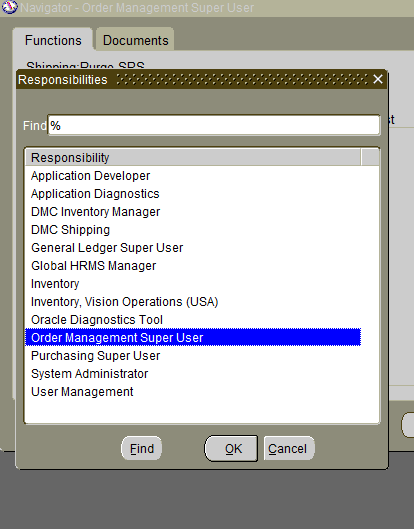 Navigator - Order Management Super User
Functions
Documents
Shipping:Purge SRS
Responsibilities
Find %
Responsibility
Application Developer
Application Diagnostics
DMC Inventory Manager
DMC Shipping
General Ledger Super User
Global HRMS Manager
Inventory
Inventory, Vision Operations (USA)
Oracle Diagnostics Tool
Order Management Super User
Purchasing Super User
System Administrator
User Management
Find
OK
Cancel